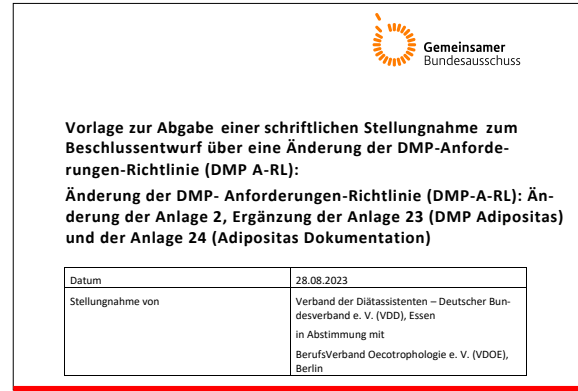 Gemeinsamer
Bundesausschuss
Vorlage zur Abgabe einer schriftlichen Stellungnahme zum
Beschlussentwurf über eine Änderung der DMP-Anforde-
rungen-Richtlinie (DMP A-RL):
Änderung der DMP- Anforderungen-Richtlinie (DMP-A-RL): Än-
derung der Anlage 2, Ergänzung der Anlage 23 (DMP Adipositas)
und der Anlage 24 (Adipositas Dokumentation)
Datum 28.08.2023
Stellungnahme von Verband der Diätassistenten – Deutscher Bun-
desverband e. V. (VDD), Essen
in Abstimmung mit
BerufsVerband Oecotrophologie e. V. (VDOE),
Berlin